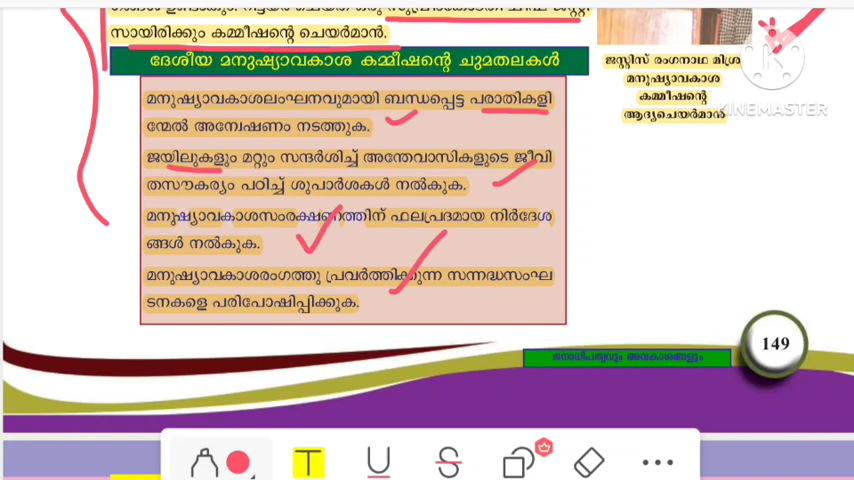 സായിരിക്കും കമ്മീഷന്റെ ചെയർമാൻ.
ദേശീയ മനുഷ്യാവകാശ കമ്മീഷന്റെ ചുമതലകൾ
മനുഷ്യാവകാശലംഘനവുമായി ബന്ധപ്പെട്ട പരാതികളി
ന്മേൽ അന്വേഷണം നടത്തുക.
ജയിലുകളും മറ്റും സന്ദർശിച്ച് അന്തേവാസികളുടെ ജീവി
തസൗകര്യം പഠിച്ച് ശുപാർശകൾ നൽകുക.
മനുഷ്യാവകാശസംരക്ഷണത്തിന് ഫലപ്രദമായ നിർദേശ
ങ്ങൾ നൽകുക.
മനുഷ്യാവകാശരംഗത്തു പ്രവർത്തിക്കുന്ന സന്നദ്ധസംഘ
ടനകളെ പരിപോഷിപ്പിക്കുക.
ജസ്റ്റിസ് രംഗനാഥ മിശ്ര
മനുഷ്യാവകാശ
കമ്മീഷന്റെ
ആദ്യചെയർമാൻ
KINEMASTER
149
ജനാധിപത്യവും അവകാശങ്ങളും
T U S